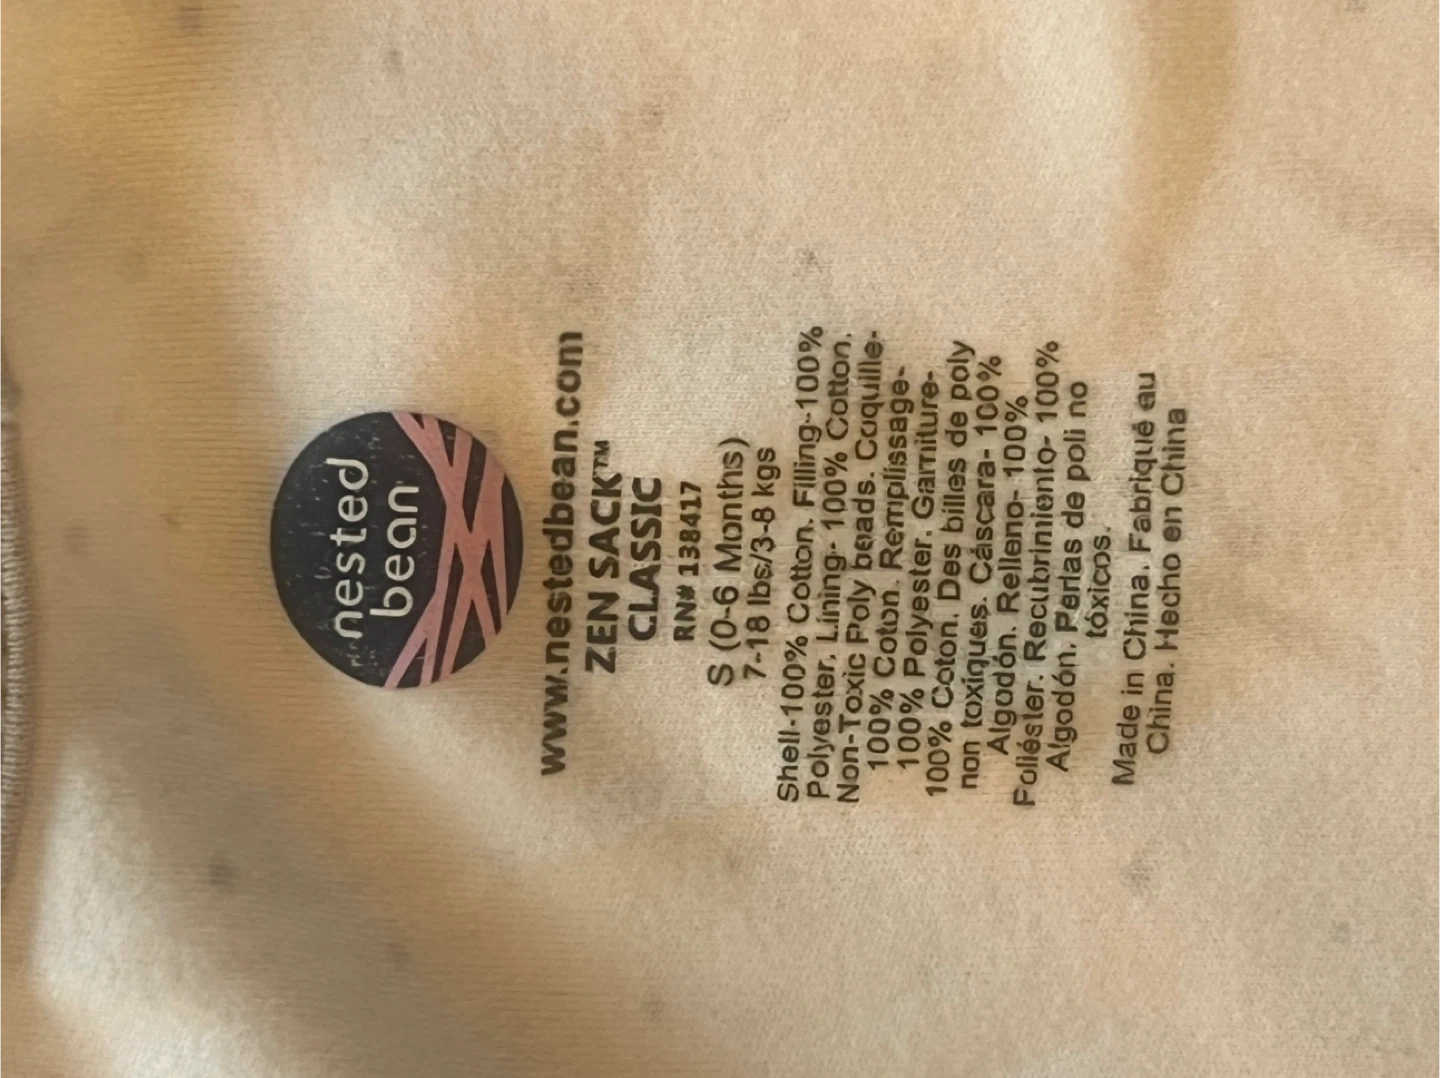 nested
bean
www.nestedbean.com
ZEN SACK™
CLASSIC
RN# 138417
S (0-6 Months)
7-18 lbs/3-8 kgs
Shell-100% Cotton. Filling-100%
Polyester. Lining- 100% Cotton.
Non-Toxic Poly beads. Coquille-
100% Coton. Remplissage-
100% Polyester. Garniture-
100% Coton. Des billes de poly
non toxiques. Cáscara- 100%
Algodón. Relleno- 100%
Poliéster. Recubrimiento- 100%
Algodón. Perlas de poli no
tóxicos.
Made in China. Fabriqué au
China. Hecho en China